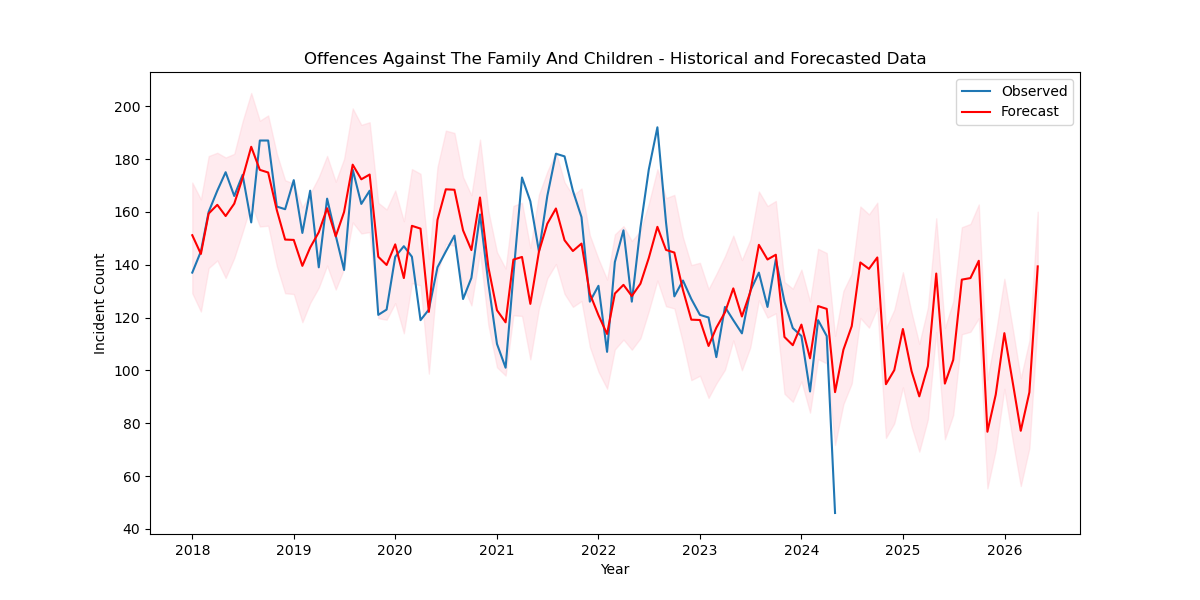 Offences Against The Family And Children - Historical and Forecasted Data
Observed
Forecast
200
180
160
140
120
100
80
60
40
Incident Count
2018 2019 2020 2021 2022 2023 2024 2025 2026
Year